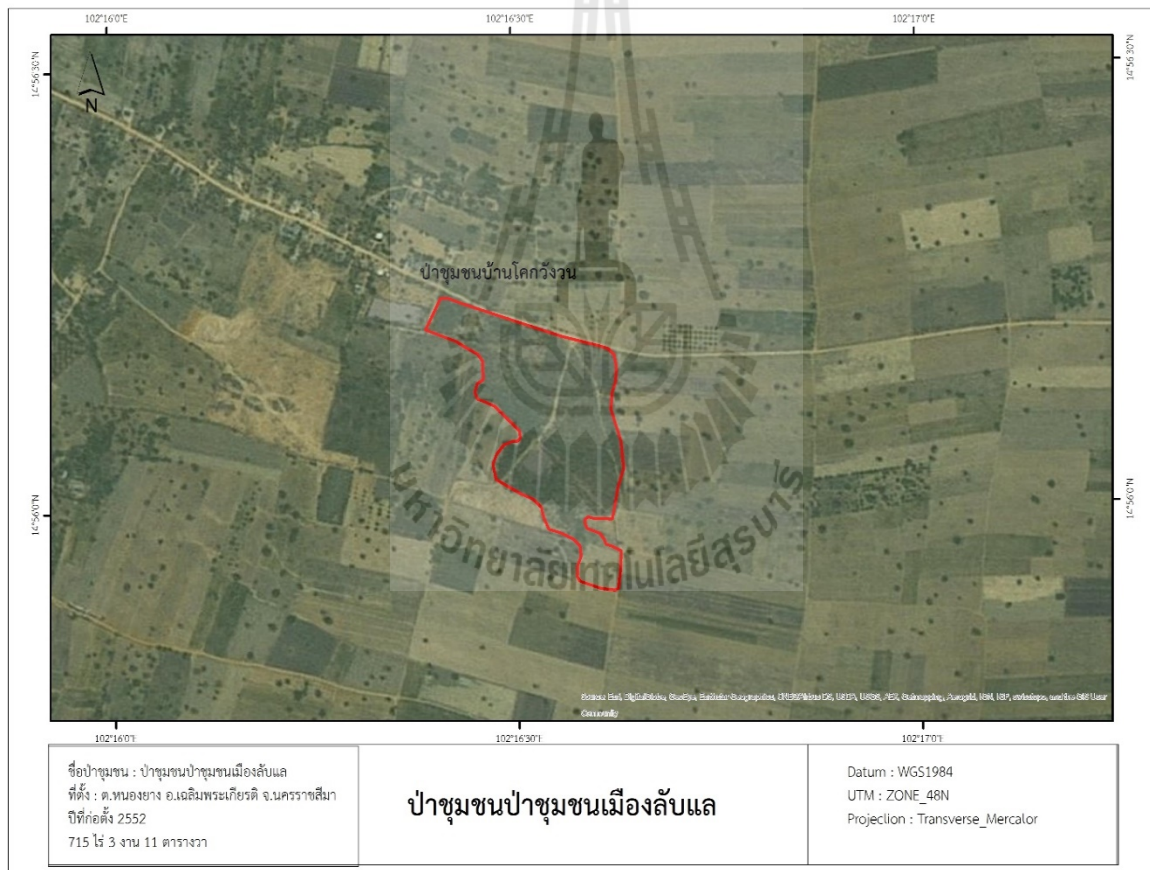 102°16'0"E
102°16'30"E
102°17'0"E
14°56'30"N
14°56'30"N
N
ป่าชุมชนบ้านโคกวังวน
14°56'0"N
14°56'0"N
มหาวิทยาลัยเทคโนโลยีสุรนารี
Community
102°16'0"E
102°16'30"E
102°17'0"E
ชื่อป่าชุมชน : ป่าชุมชนป่าชุมชนเมืองลับแล
ที่ตั้ง : ต.หนองยาง อ.เฉลิมพระเกียรติ จ.นครราชสีมา
ปีที่ก่อตั้ง 2552
715 ไร่ 3 งาน 11 ตารางวา
ป่าชุมชนป่าชุมชนเมืองลับแล
Datum : WGS1984
UTM : ZONE_48N
Projection : Transverse_Mercalor